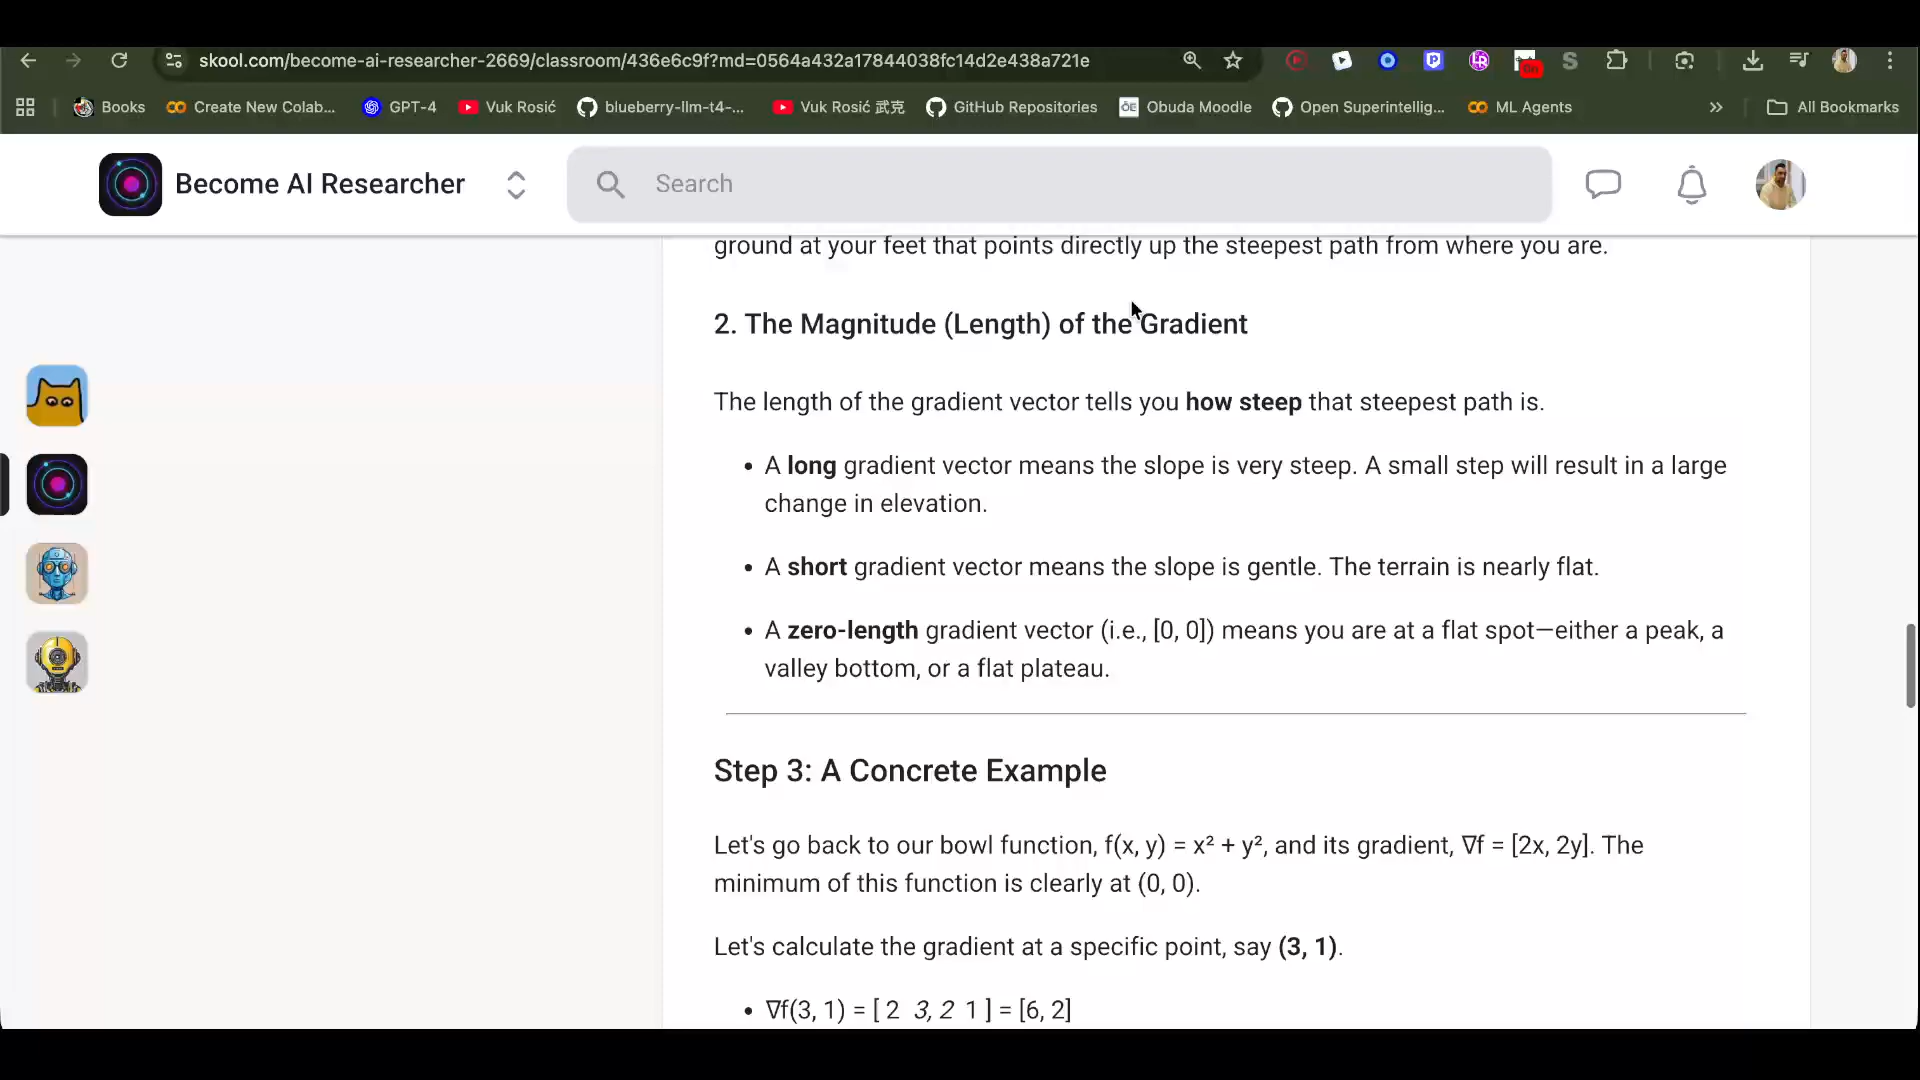 skool.com/become-ai-researcher-2669/classroom/436e6c9f?md=0564a432a17844038fc14d2e438a721e
On
Books
Create New Colab...
GPT-4
Vuk Rosić
blueberry-llm-t4-...
Vuk Rosić 武克
GitHub Repositories
Obuda Moodle
Open Superintellig...
ML Agents
»
All Bookmarks
Become AI Researcher
Search
ground at your feet that points directly up the steepest path from where you are.
2. The Magnitude (Length) of the Gradient
The length of the gradient vector tells you how steep that steepest path is.
• A long gradient vector means the slope is very steep. A small step will result in a large
change in elevation.
• A short gradient vector means the slope is gentle. The terrain is nearly flat.
• A zero-length gradient vector (i.e., [0, 0]) means you are at a flat spot—either a peak, a
valley bottom, or a flat plateau.
Step 3: A Concrete Example
Let's go back to our bowl function, f(x, y) = x² + y², and its gradient, ∇f = [2x, 2y]. The
minimum of this function is clearly at (0, 0).
Let's calculate the gradient at a specific point, say (3, 1).
• ∇f(3, 1) = [ 2 3, 2 1 ] = [6, 2]